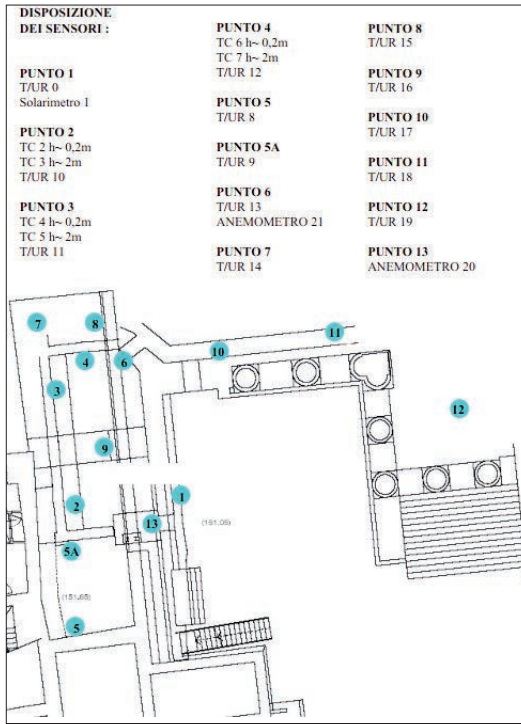 DISPOSIZIONE
DEI SENSORI :
PUNTO 1
T/UR 0
Solarimetro 1
PUNTO 2
TC 2 h~ 0,2m
TC 3 h~ 2m
T/UR 10
PUNTO 3
TC 4 h~ 0,2m
TC 5 h~ 2m
T/UR 11
PUNTO 4
TC 6 h~ 0,2m
TC 7 h~ 2m
T/UR 12
PUNTO 5
T/UR 8
PUNTO 5A
T/UR 9
PUNTO 6
T/UR 13
ANEMOMETRO 21
PUNTO 7
T/UR 14
PUNTO 8
T/UR 15
PUNTO 9
T/UR 16
PUNTO 10
T/UR 17
PUNTO 11
T/UR 18
PUNTO 12
T/UR 19
PUNTO 13
ANEMOMETRO 20
7
8
11
10
4
6
3
12
9
1
2
13
(151,05)
5A
(151,65)
5